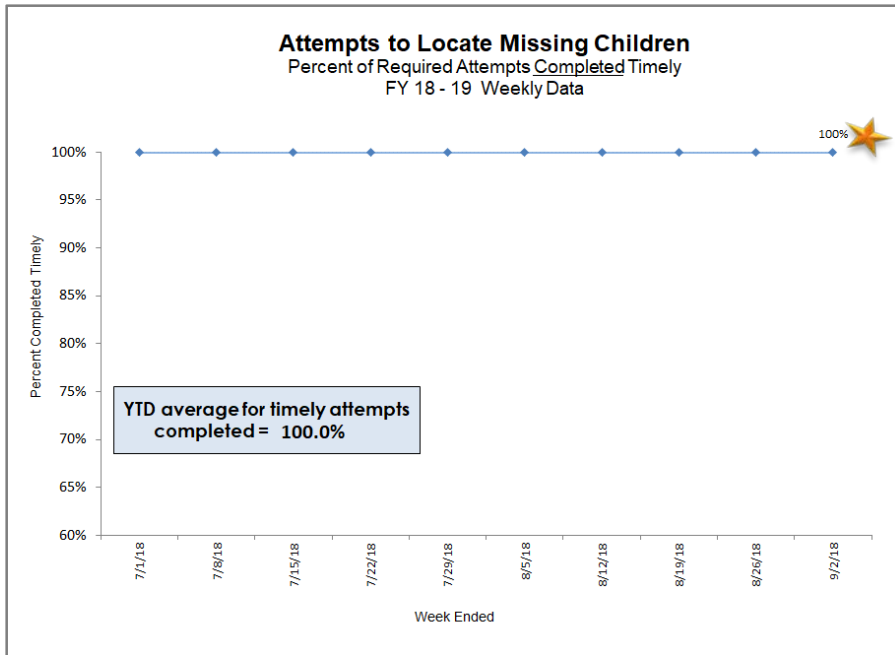 Attempts to Locate Missing Children
Percent of Required Attempts Completed Timely
FY 18 - 19  Weekly Data
100%
100%
95%
90%
85%
80%
75%
70%
65%
60%
Percent Completed Timely
YTD average for timely attempts
completed =  100.0%
7/1/18
7/8/18
7/15/18
7/22/18
7/29/18
8/5/18
8/12/18
8/19/18
8/26/18
9/2/18
Week Ended